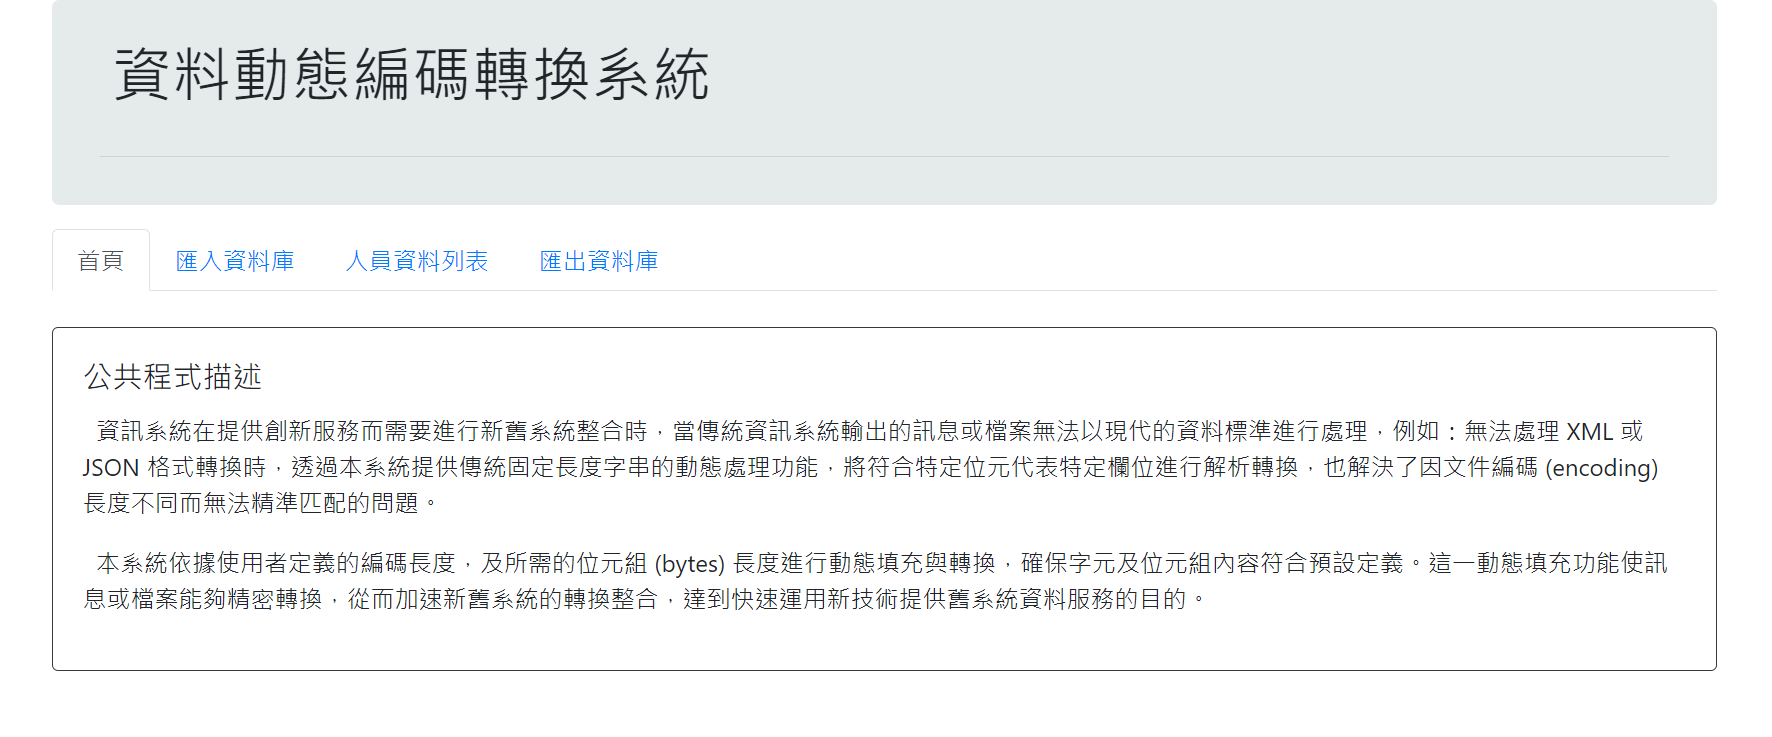 資料動態編碼轉換系統
首頁 匯入資料庫 人員資料列表 匯出資料庫
公共程式描述
資訊系統在提供創新服務而需要進行新舊系統整合時，當傳統資訊系統輸出的訊息或檔案無法以現代的資料標準進行處理，例如：無法處理 XML 或
JSON 格式轉換時，透過本系統提供傳統固定長度字串的動態處理功能，將符合特定位元代表特定欄位進行解析轉換，也解決了因文件編碼 (encoding)
長度不同而無法精準匹配的問題。
本系統依據使用者定義的編碼長度，及所需的位元組 (bytes) 長度進行動態填充與轉換，確保字元及位元組內容符合預設定義。這一動態填充功能使訊
息或檔案能夠精密轉換，從而加速新舊系統的轉換整合，達到快速運用新技術提供舊系統資料服務的目的。